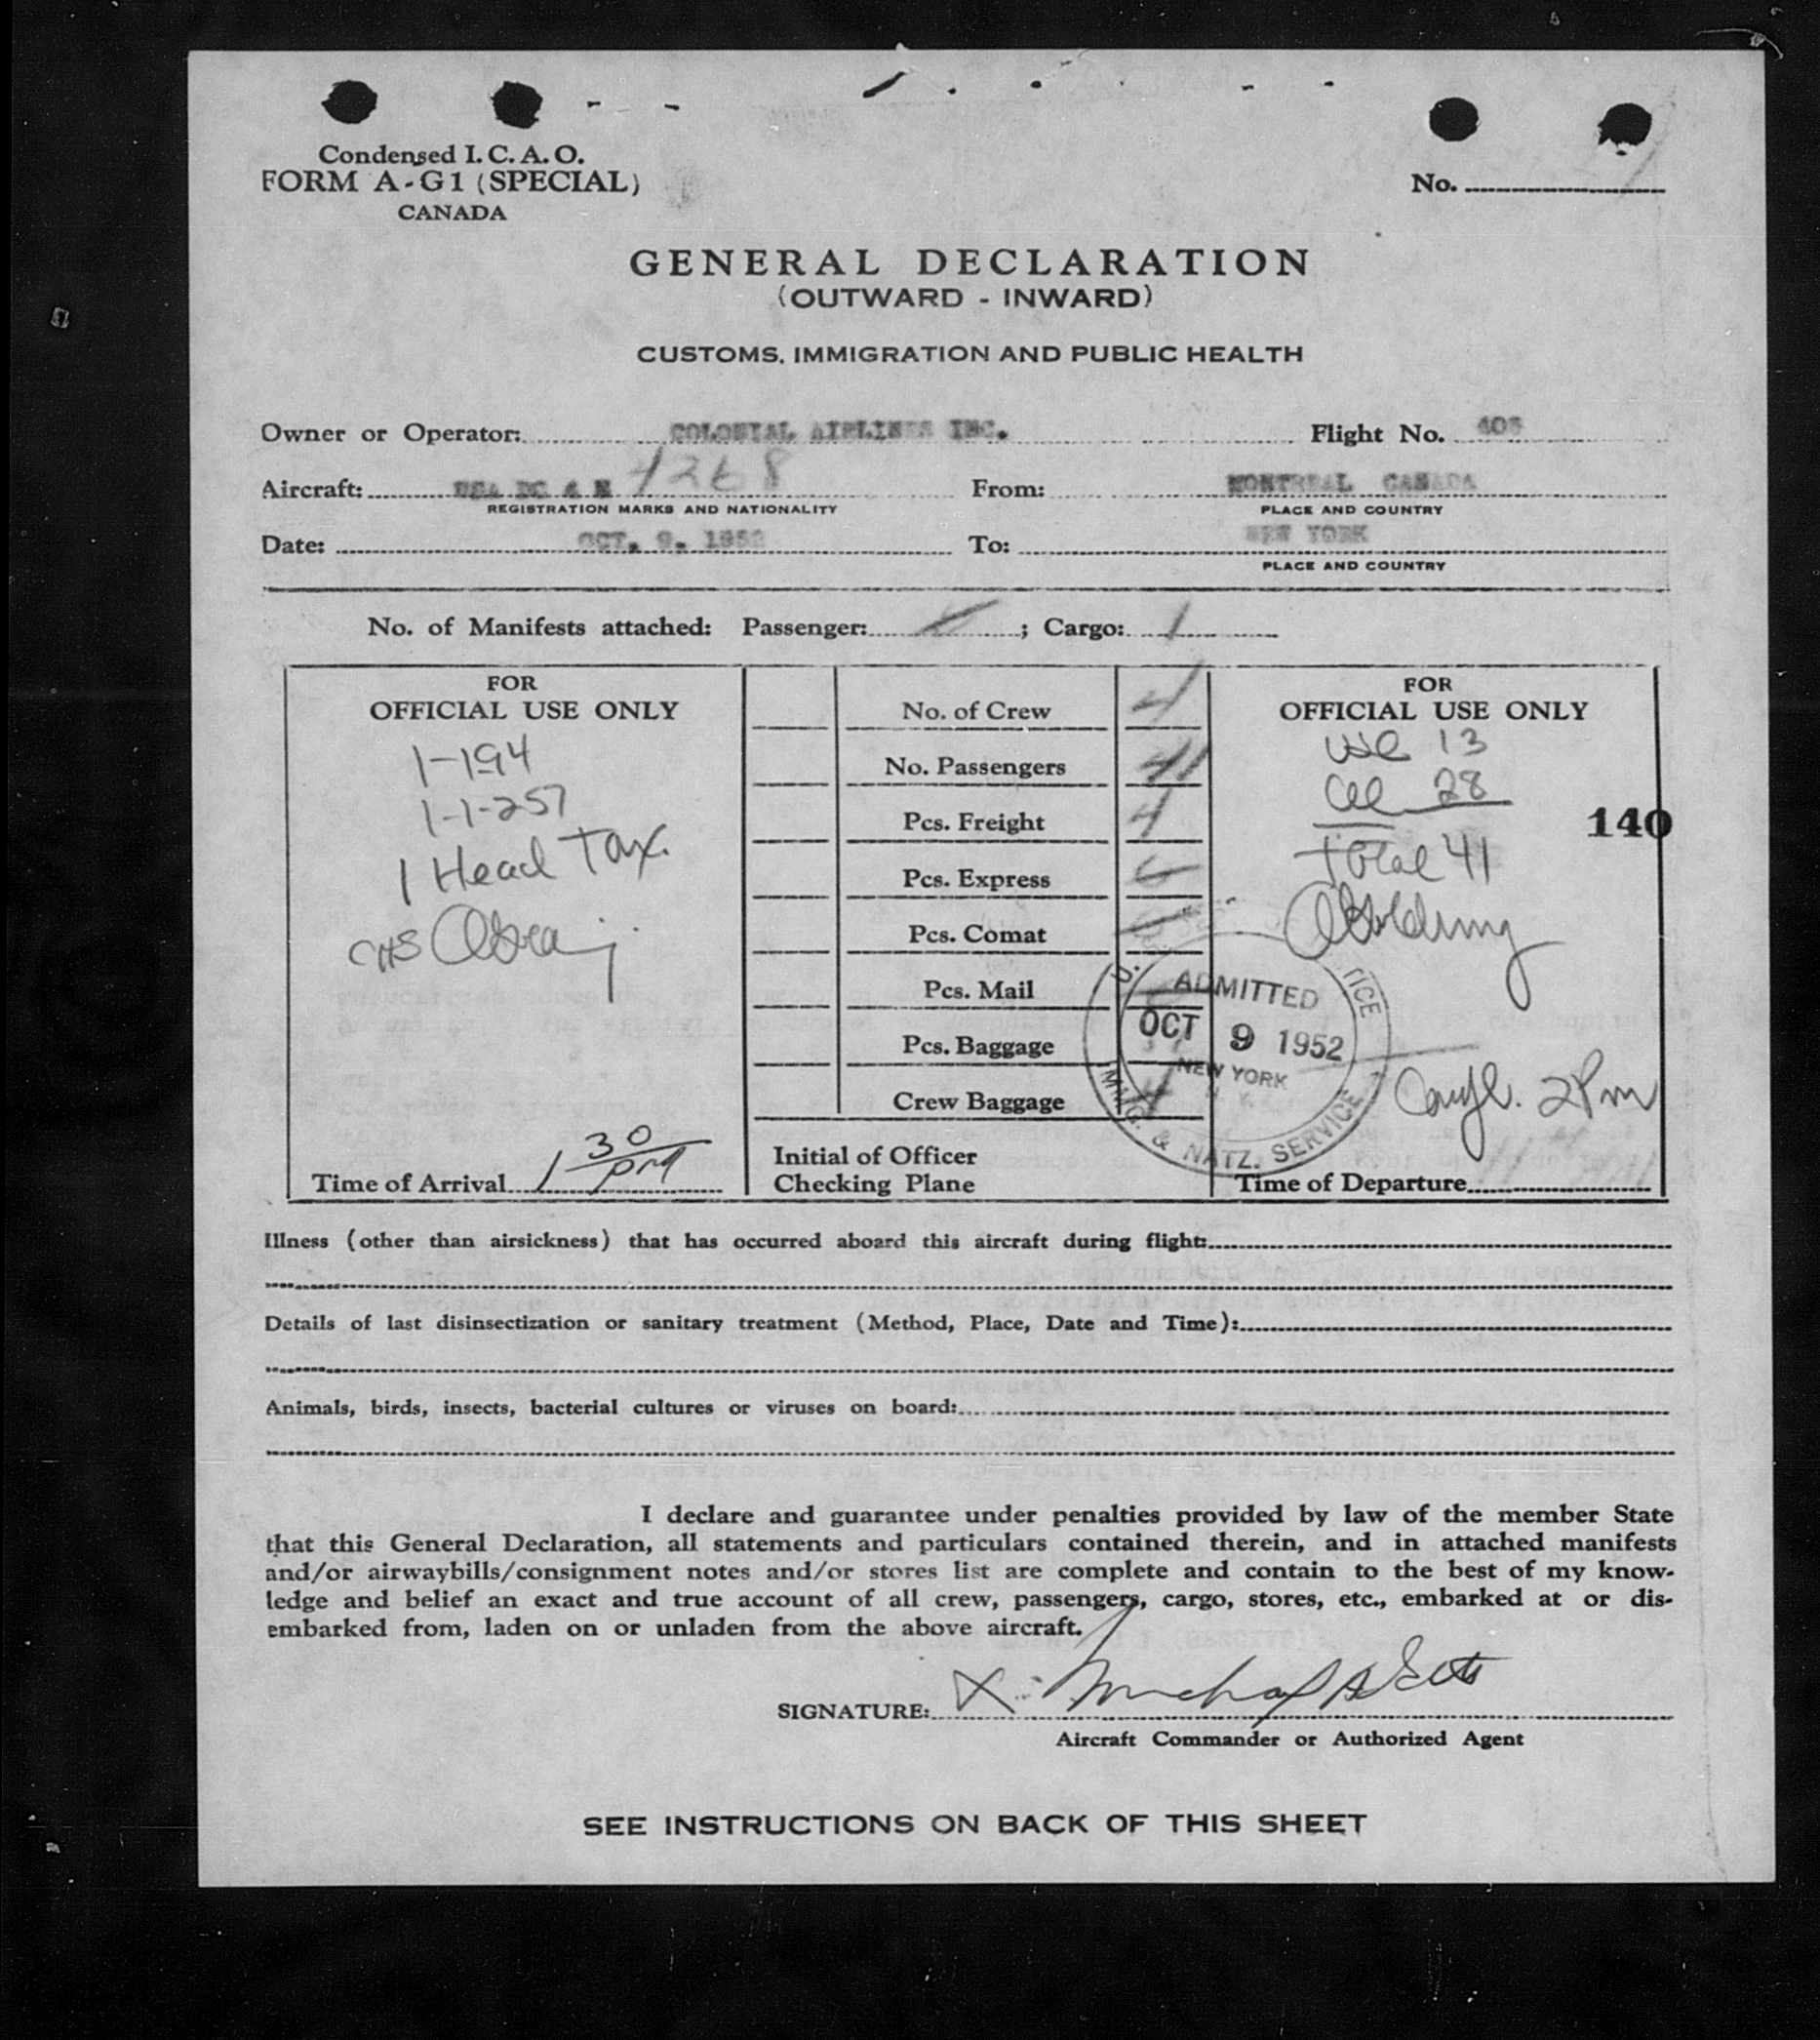 Condensed I. C. A. O.
FORM A-G1 (SPECIAL)
CANADA
No.
GENERAL DECLARATION
(OUTWARD - INWARD)
CUSTOMS, IMMIGRATION AND PUBLIC HEALTH
Owner or Operator: COLONIAL AIRLINES INC. Flight No.
Aircraft: USA DC 4 N 1268 From: MONTREAL CANADA
REGISTRATION MARKS AND NATIONALITY PLACE AND COUNTRY
Date: OCT. 9. 1952 To: NEW YORK
PLACE AND COUNTRY
No. of Manifests attached: Passenger: ; Cargo: 1
FOR
OFFICIAL USE ONLY
1-194
1-1-257
1 Head Tax.
CHS
Time of Arrival 1 30 pm
No. of Crew 4
No. Passengers 41
Pcs. Freight 4
Pcs. Express 6
Pcs. Comat
Pcs. Mail
Pcs. Baggage
Crew Baggage 4
Initial of Officer
Checking Plane
FOR
OFFICIAL USE ONLY
usc 13
28
140
Total 41
ADMITTED
OCT 9 1952
NEW YORK
IMMIG. & NATZ. SERVICE
2Pm
Time of Departure
Illness (other than airsickness) that has occurred aboard this aircraft during flight:
Details of last disinsectization or sanitary treatment (Method, Place, Date and Time):
Animals, birds, insects, bacterial cultures or viruses on board:
I declare and guarantee under penalties provided by law of the member State
that this General Declaration, all statements and particulars contained therein, and in attached manifests
and/or airwaybills/consignment notes and/or stores list are complete and contain to the best of my know-
ledge and belief an exact and true account of all crew, passengers, cargo, stores, etc., embarked at or dis-
embarked from, laden on or unladen from the above aircraft.
SIGNATURE: X
Aircraft Commander or Authorized Agent
SEE INSTRUCTIONS ON BACK OF THIS SHEET